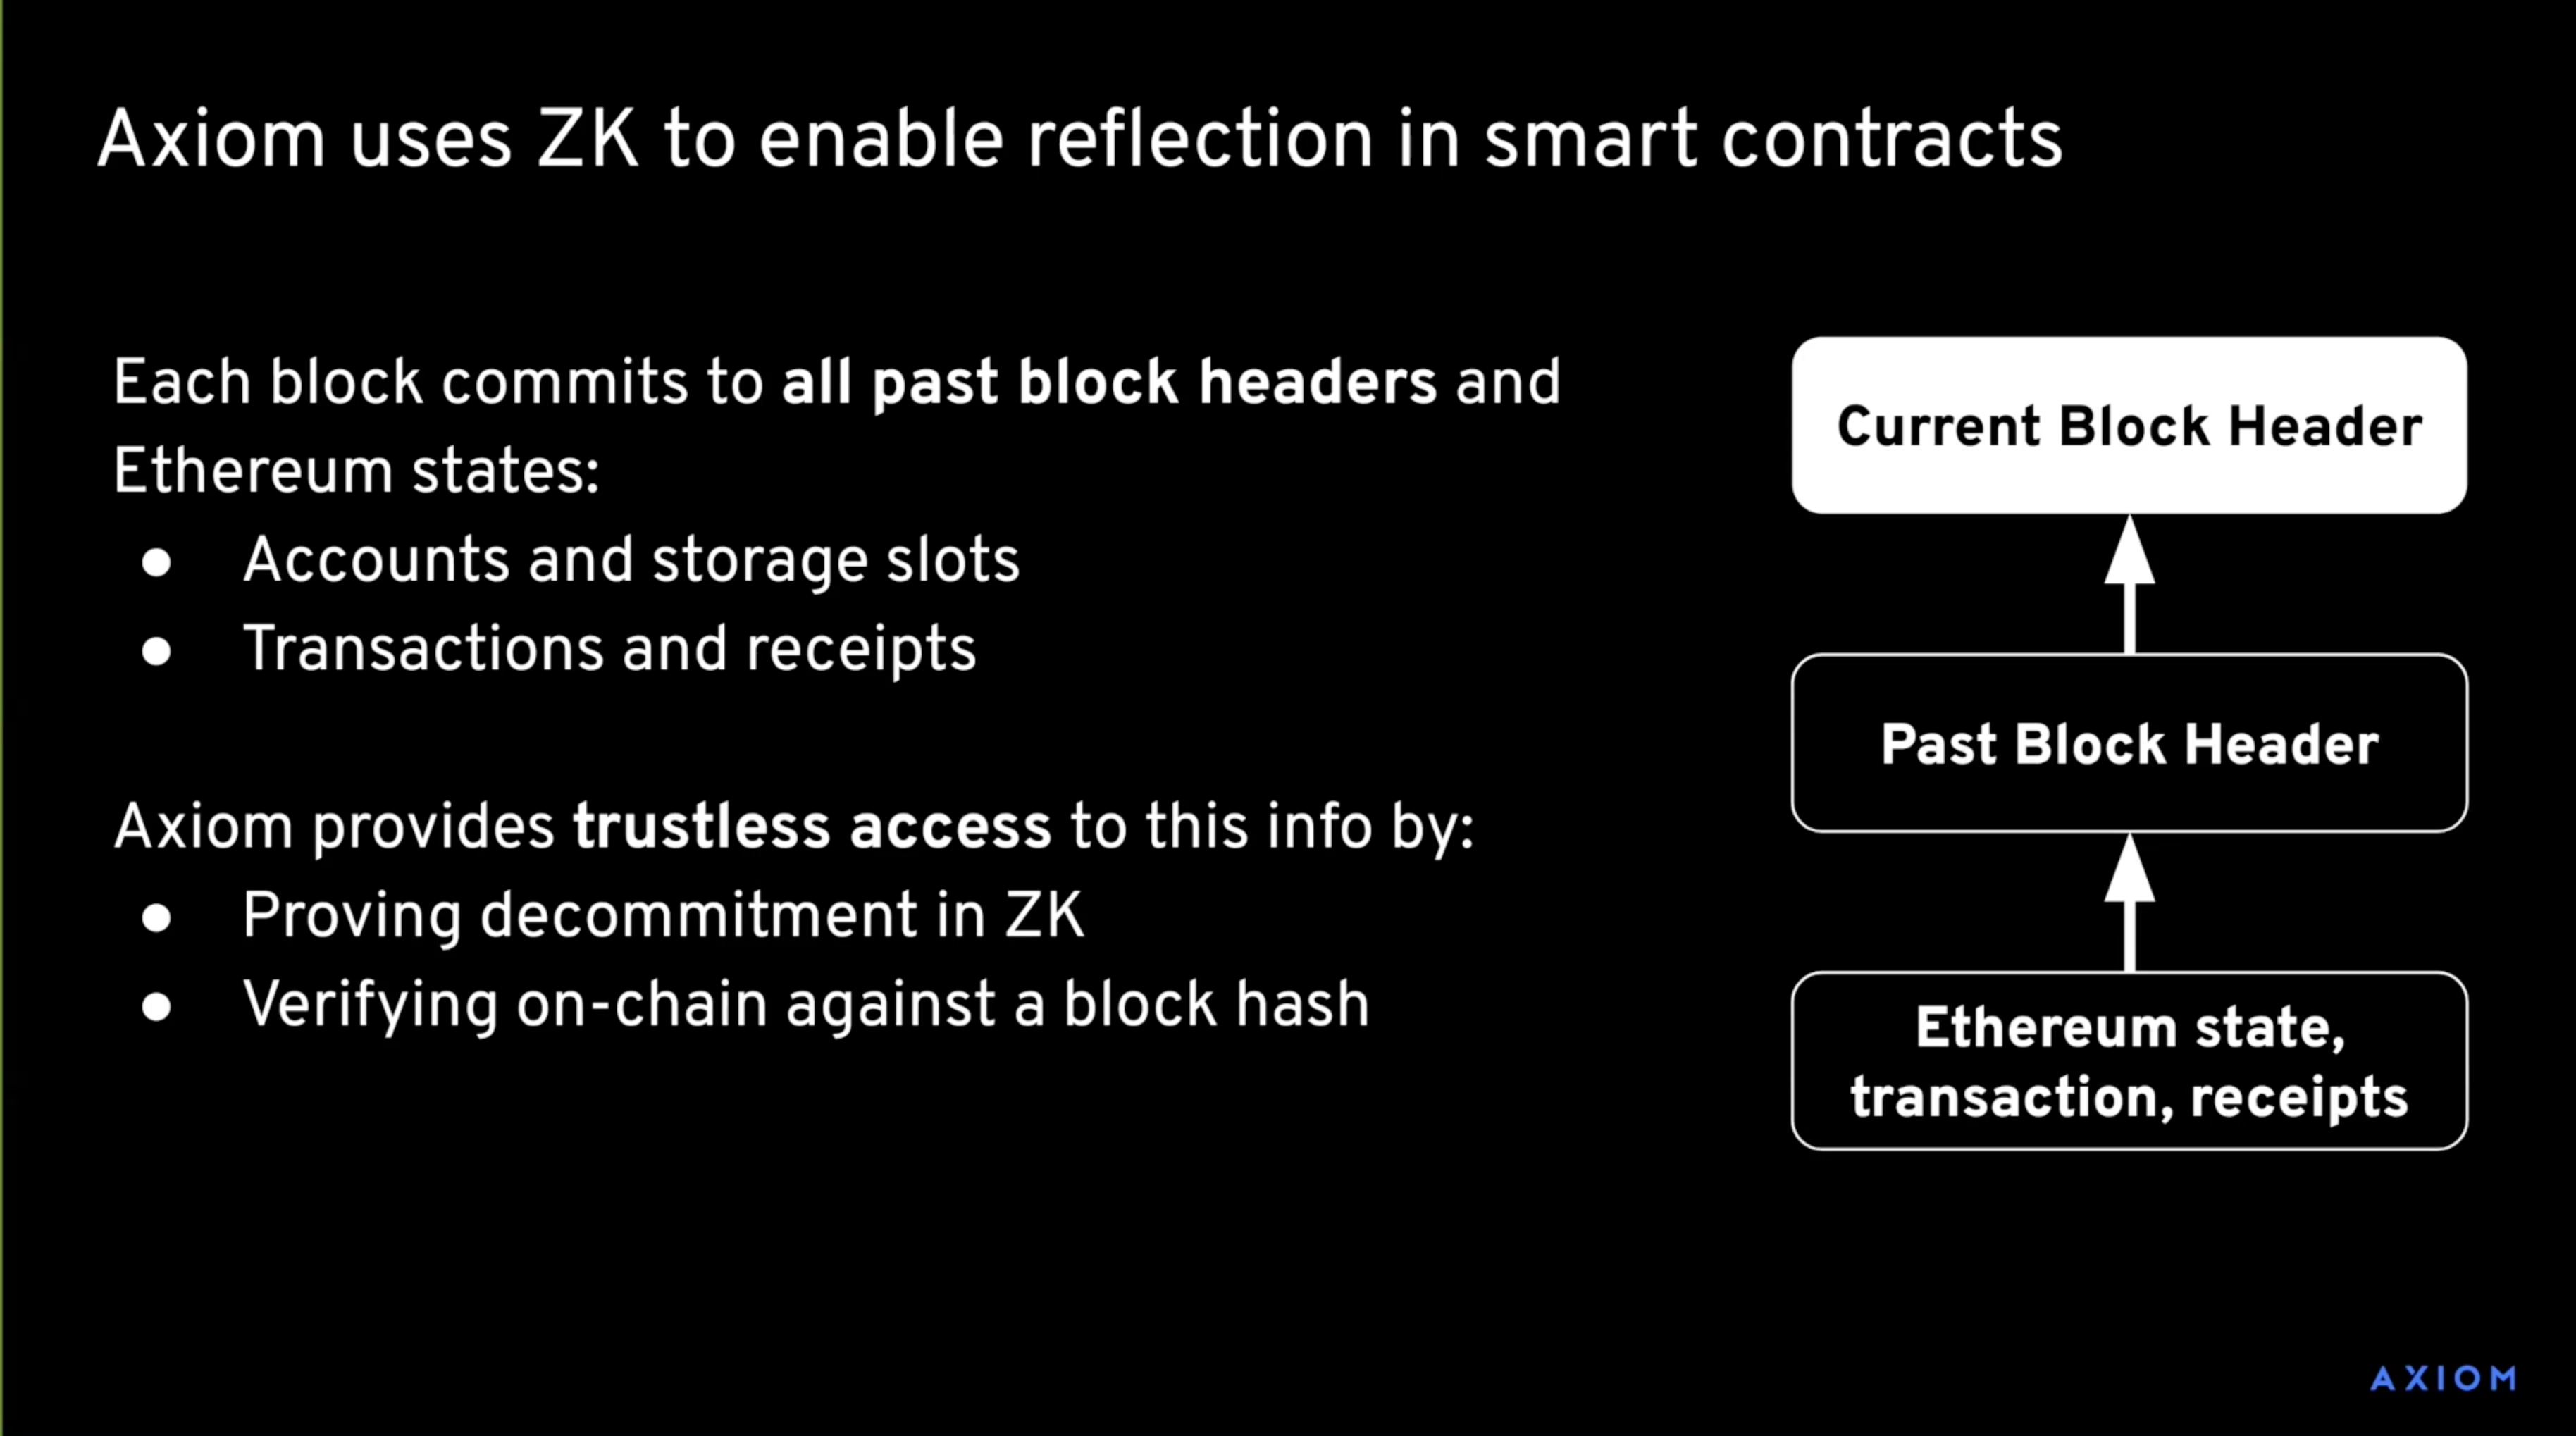 Axiom uses ZK to enable reflection in smart contracts
Each block commits to all past block headers and
Ethereum states:
● Accounts and storage slots
● Transactions and receipts
Axiom provides trustless access to this info by:
● Proving decommitment in ZK
● Verifying on-chain against a block hash
Current Block Header
Past Block Header
Ethereum state,
transaction, receipts
AXIOM